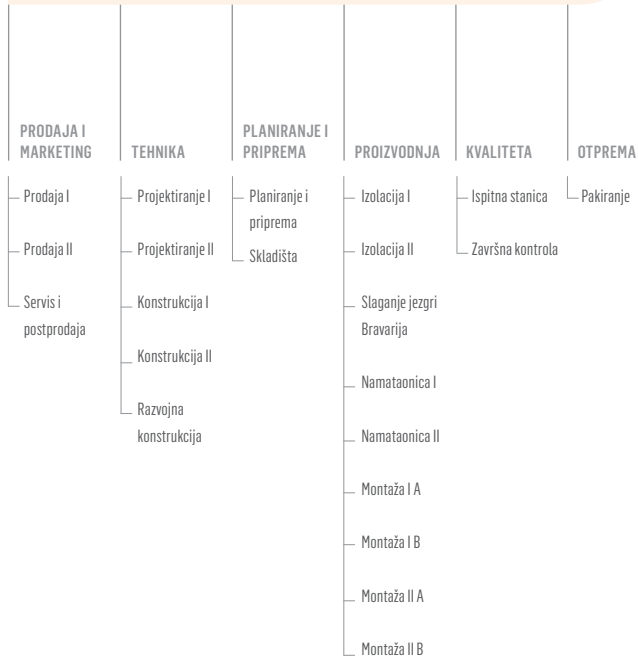 PRODAJA I
MARKETING
Prodaja I
Prodaja II
Servis i
postprodaja
TEHNIKA
Projektiranje I
Projektiranje II
Konstrukcija I
Konstrukcija II
Razvojna
konstrukcija
PLANIRANJE I
PRIPREMA
Planiranje i
priprema
Skladišta
PROIZVODNJA
Izolacija I
Izolacija II
Slaganje jezgri
Bravarija
Namataonica I
Namataonica II
Montaža I A
Montaža I B
Montaža II A
Montaža II B
KVALITETA
Ispitna stanica
Završna kontrola
OTPREMA
Pakiranje